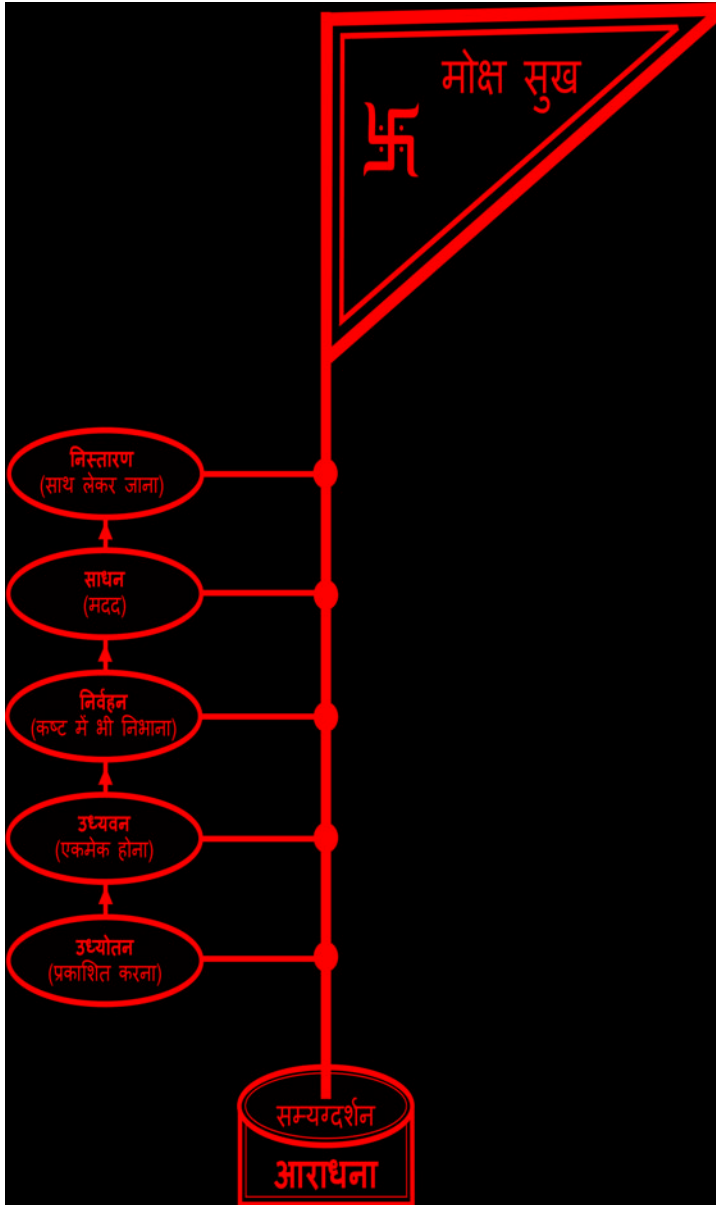 मोक्ष सुख
निस्तारण
(साथ लेकर जाना)
साधन
(मदद)
निर्वहन
(कष्ट में भी निभाना)
उध्यवन
(एकमेक होना)
उध्योतन
(प्रकाशित करना)
सम्यग्दर्शन
आराधना